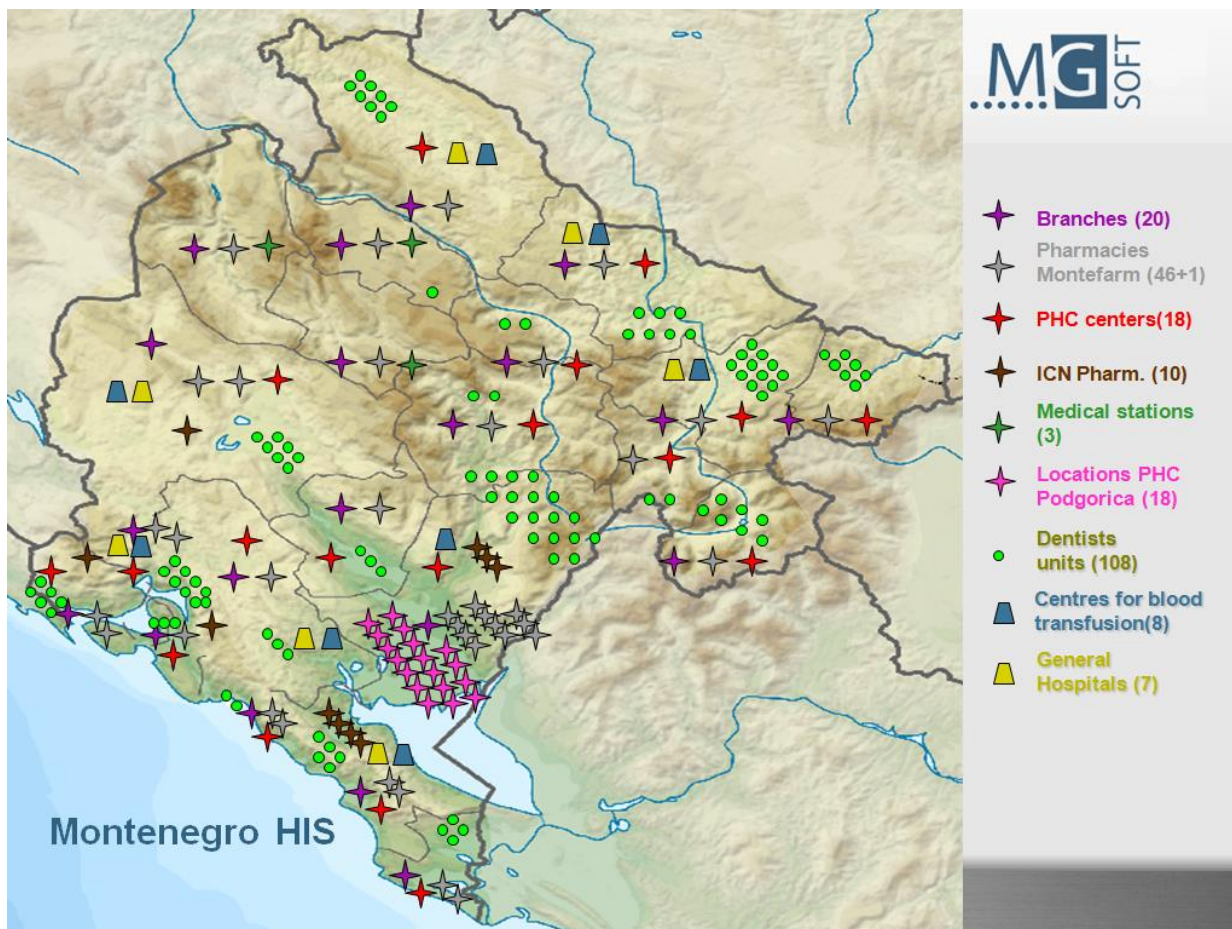 MG
SOFT
Branches (20)
Pharmacies
Montefarm (46+1)
PHC centers(18)
ICN Pharm. (10)
Medical stations
(3)
Locations PHC
Podgorica (18)
Dentists
units (108)
Centres for blood
transfusion(8)
General
Hospitals (7)
Montenegro HIS